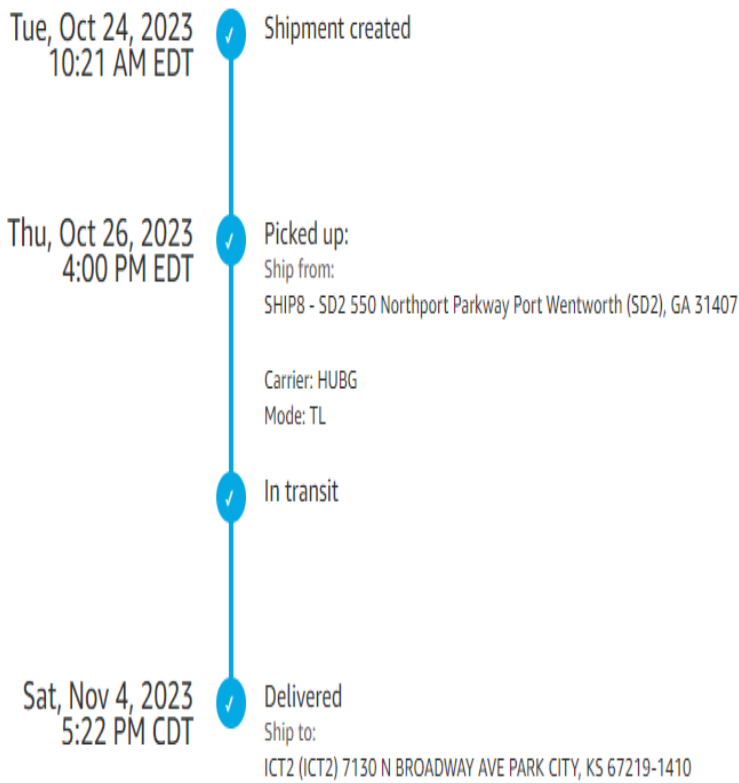 Tue, Oct 24, 2023
10:21 AM EDT
Shipment created
Thu, Oct 26, 2023
4:00 PM EDT
Picked up:
Ship from:
SHIP8 - SD2 550 Northport Parkway Port Wentworth (SD2), GA 31407
Carrier: HUBG
Mode: TL
In transit
Sat, Nov 4, 2023
5:22 PM CDT
Delivered
Ship to:
ICT2 (ICT2) 7130 N BROADWAY AVE PARK CITY, KS 67219-1410